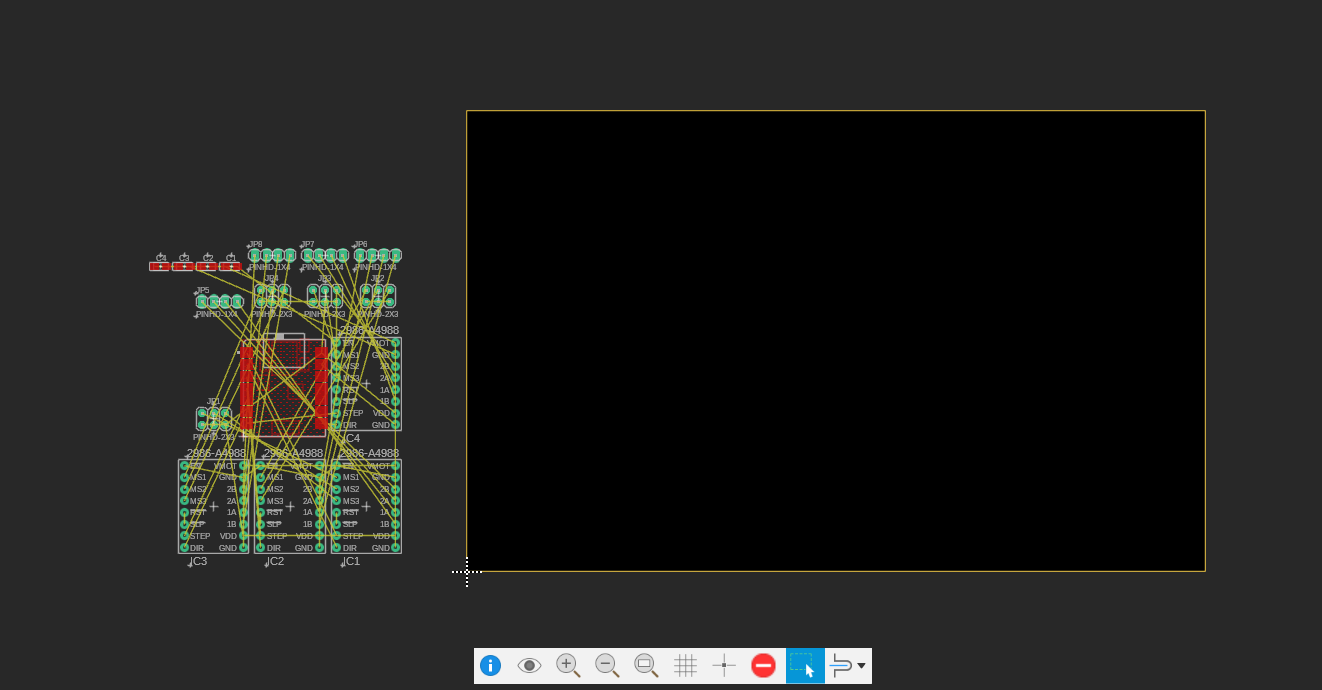 JP8 JP7 JP6
C4 C3 C2 C1
PINHD-1X4 PINHD-1X4 PINHD-1X4
JP4 JP3 JP2
JP5
PINHD-1X4 PINHD-2X3 PINHD-2X3 PINHD-2X3
2986-A4988
EN VMOT
MS1 GND
MS2 2B
MS3 2A
RST 1A
SLP 1B
STEP VDD
DIR GND
IC4
JP1
PINHD-2X3
2986-A4988 2986-A4988 2986-A4988
EN VMOT EN VMOT EN VMOT
MS1 GND MS1 GND MS1 GND
MS2 2B MS2 2B MS2 2B
MS3 2A MS3 2A MS3 2A
RST 1A RST 1A RST 1A
SLP 1B SLP 1B SLP 1B
STEP VDD STEP VDD STEP VDD
DIR GND DIR GND DIR GND
IC3 IC2 IC1